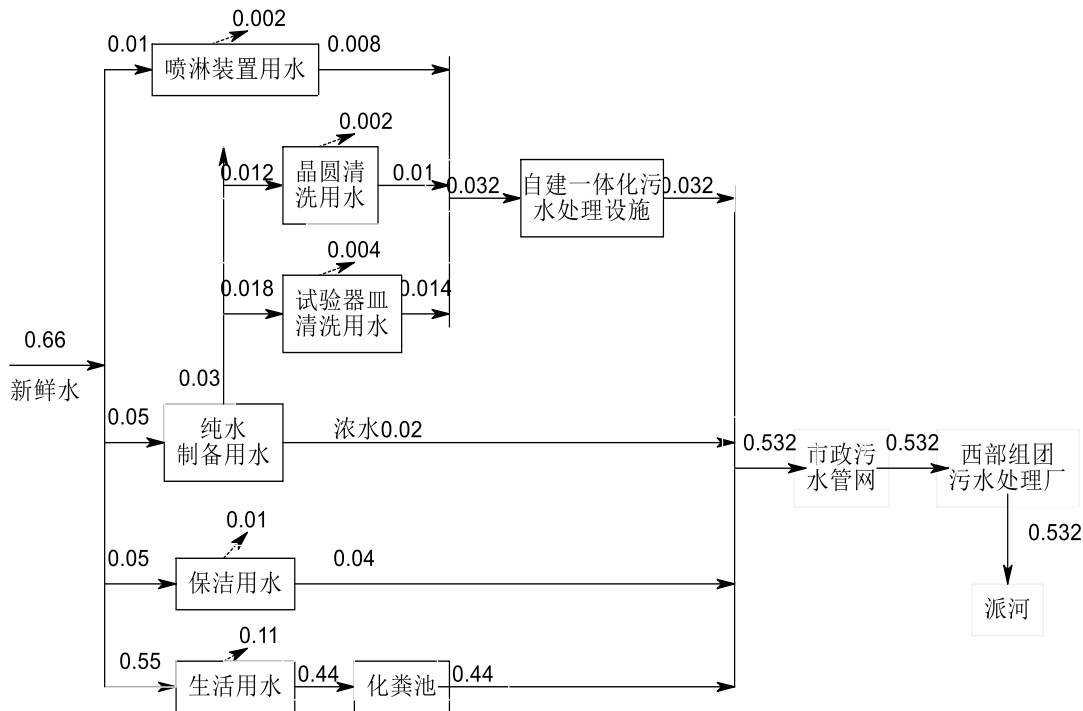 0.002
0.01
喷淋装置用水
0.008
0.002
0.012
晶圆清
洗用水
0.01
0.032
自建一体化污
水处理设施
0.032
0.004
0.018
试验器皿
清洗用水
0.014
0.66
新鲜水
0.03
0.05
纯水
制备用水
浓水0.02
0.532
市政污
水管网
0.532
西部组团
污水处理厂
0.532
派河
0.01
0.05
保洁用水
0.04
0.11
0.55
生活用水
0.44
化粪池
0.44